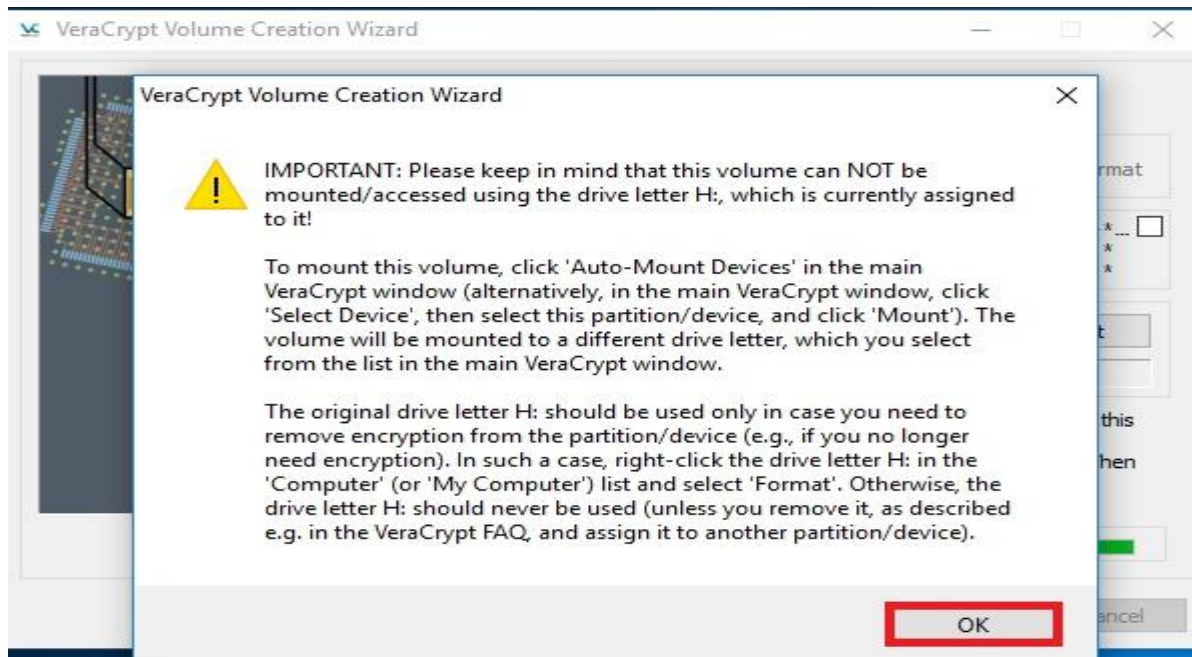 VeraCrypt Volume Creation Wizard
VeraCrypt Volume Creation Wizard
IMPORTANT: Please keep in mind that this volume can NOT be
mounted/accessed using the drive letter H:, which is currently assigned
to it!
To mount this volume, click 'Auto-Mount Devices' in the main
VeraCrypt window (alternatively, in the main VeraCrypt window, click
'Select Device', then select this partition/device, and click 'Mount'). The
volume will be mounted to a different drive letter, which you select
from the list in the main VeraCrypt window.
The original drive letter H: should be used only in case you need to
remove encryption from the partition/device (e.g., if you no longer
need encryption). In such a case, right-click the drive letter H: in the
'Computer' (or 'My Computer') list and select 'Format'. Otherwise, the
drive letter H: should never be used (unless you remove it, as described
e.g. in the VeraCrypt FAQ, and assign it to another partition/device).
OK
rmat
*...
*
*
t
this
hen
ancel